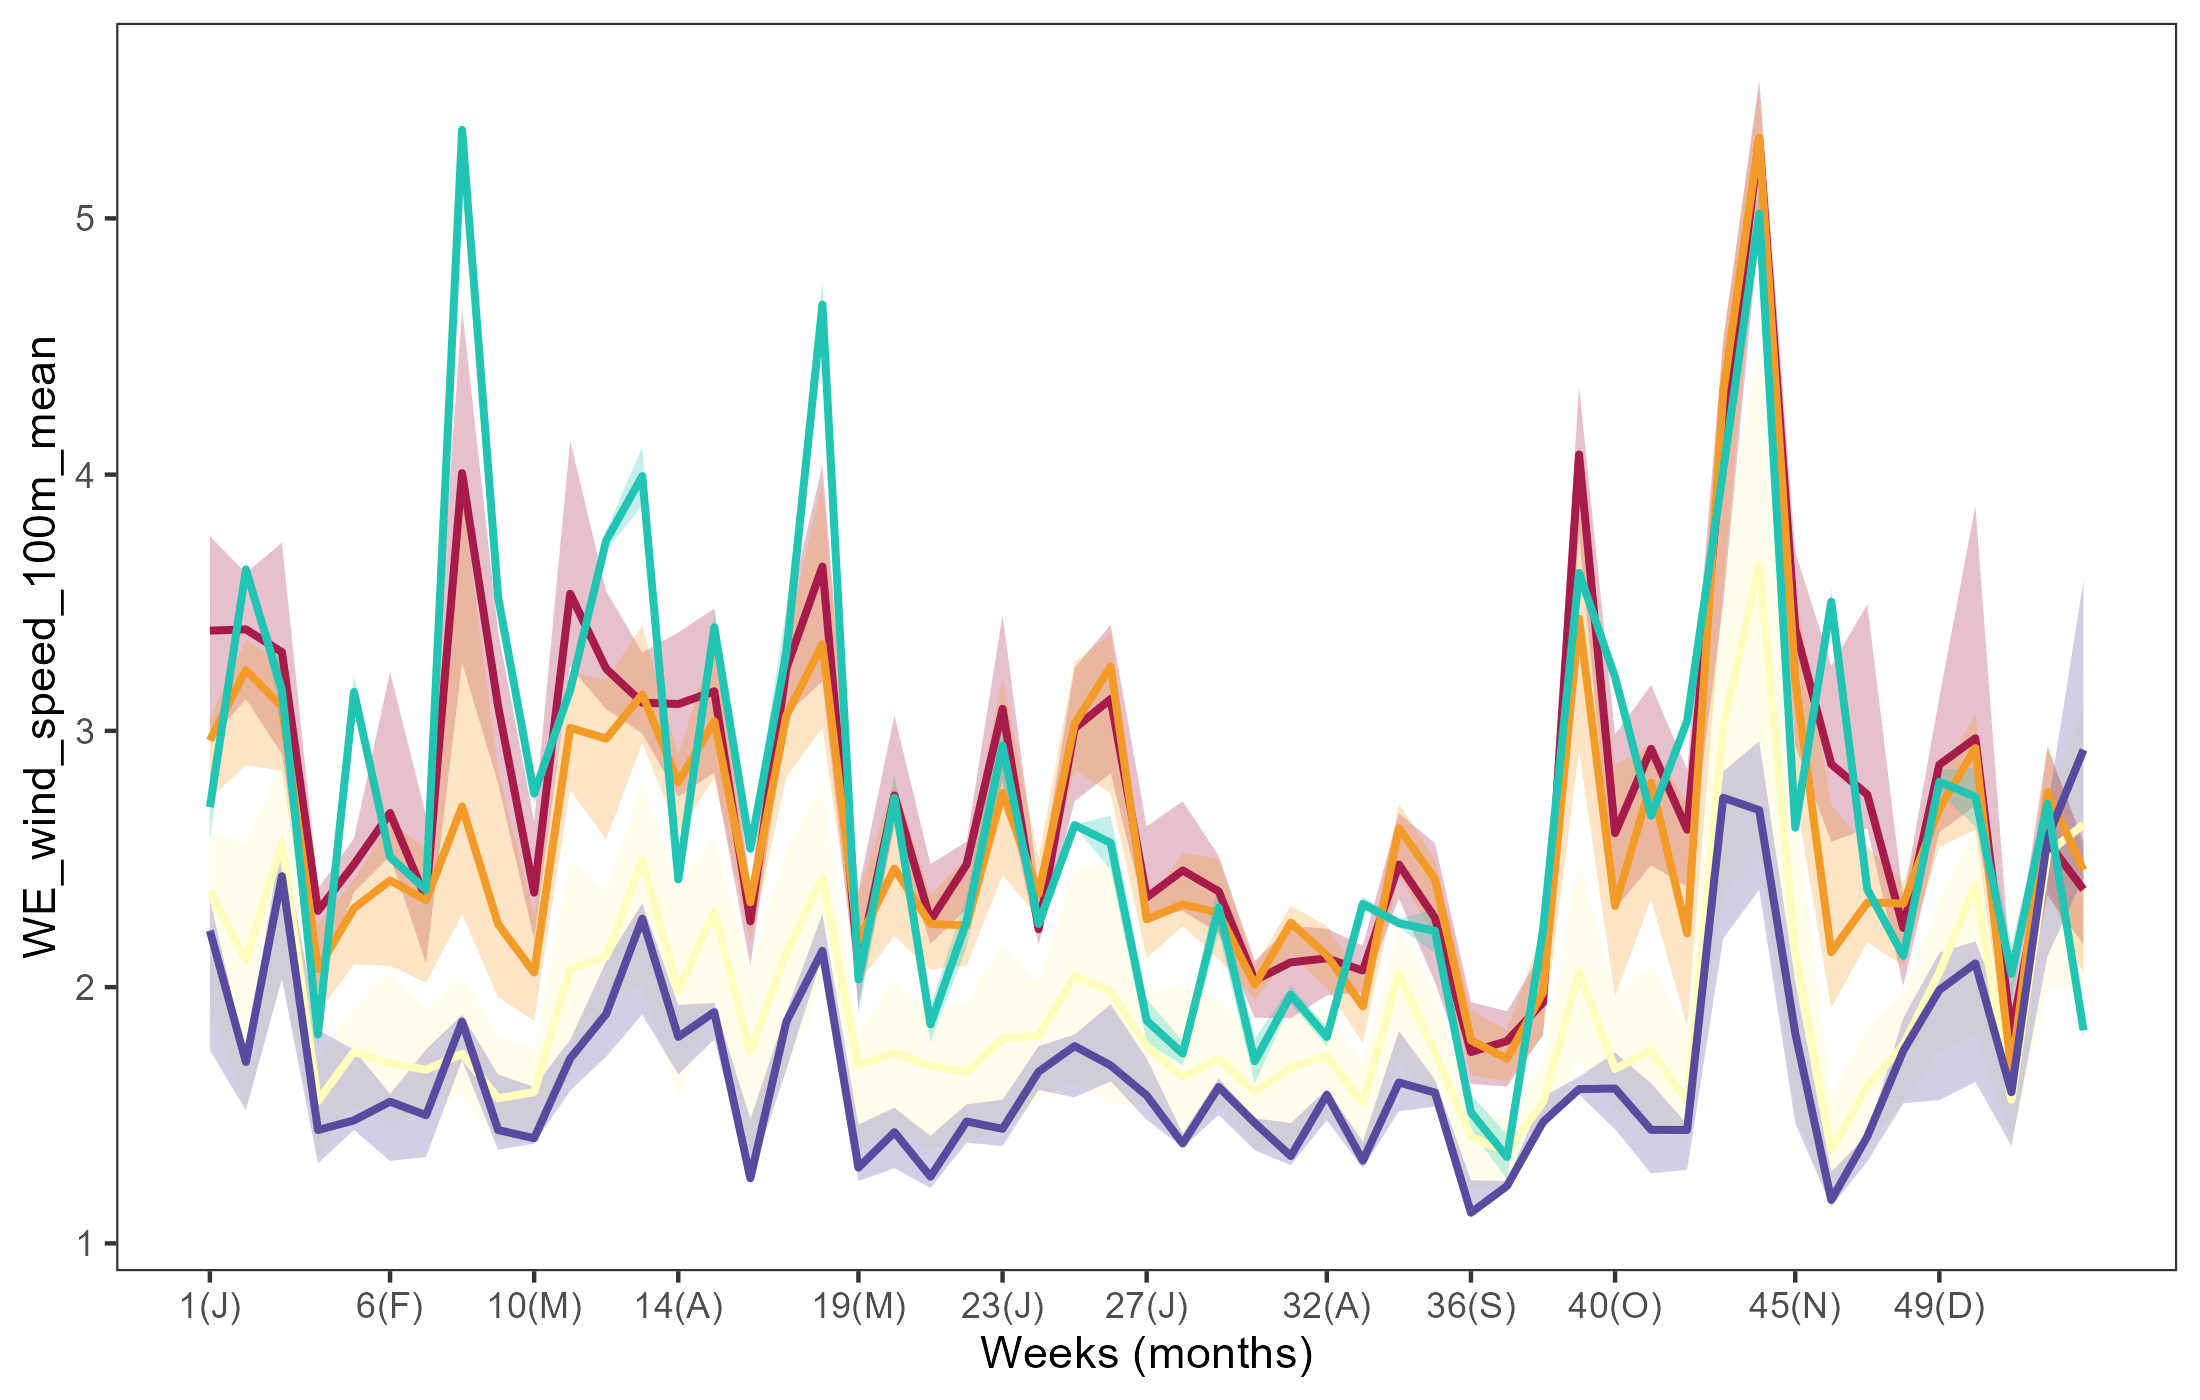 WE_wind_speed_100m_mean
5
4
3
2
1
1(J) 6(F) 10(M) 14(A) 19(M) 23(J) 27(J) 32(A) 36(S) 40(O) 45(N) 49(D)
Weeks (months)